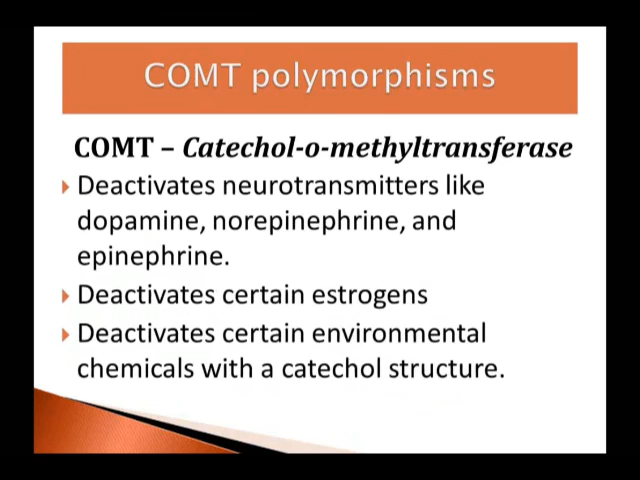 COMT polymorphisms
COMT – Catechol-o-methyltransferase
Deactivates neurotransmitters like
dopamine, norepinephrine, and
epinephrine.
Deactivates certain estrogens
Deactivates certain environmental
chemicals with a catechol structure.